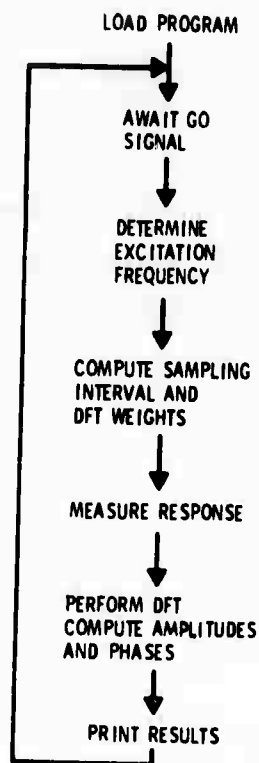 LOAD PROGRAM
AWAIT GO
SIGNAL
DETERMINE
EXCITATION
FREQUENCY
COMPUTE SAMPLING
INTERVAL AND
DFT WEIGHTS
MEASURE RESPONSE
PERFORM DFT
COMPUTE AMPLITUDES
AND PHASES
PRINT RESULTS